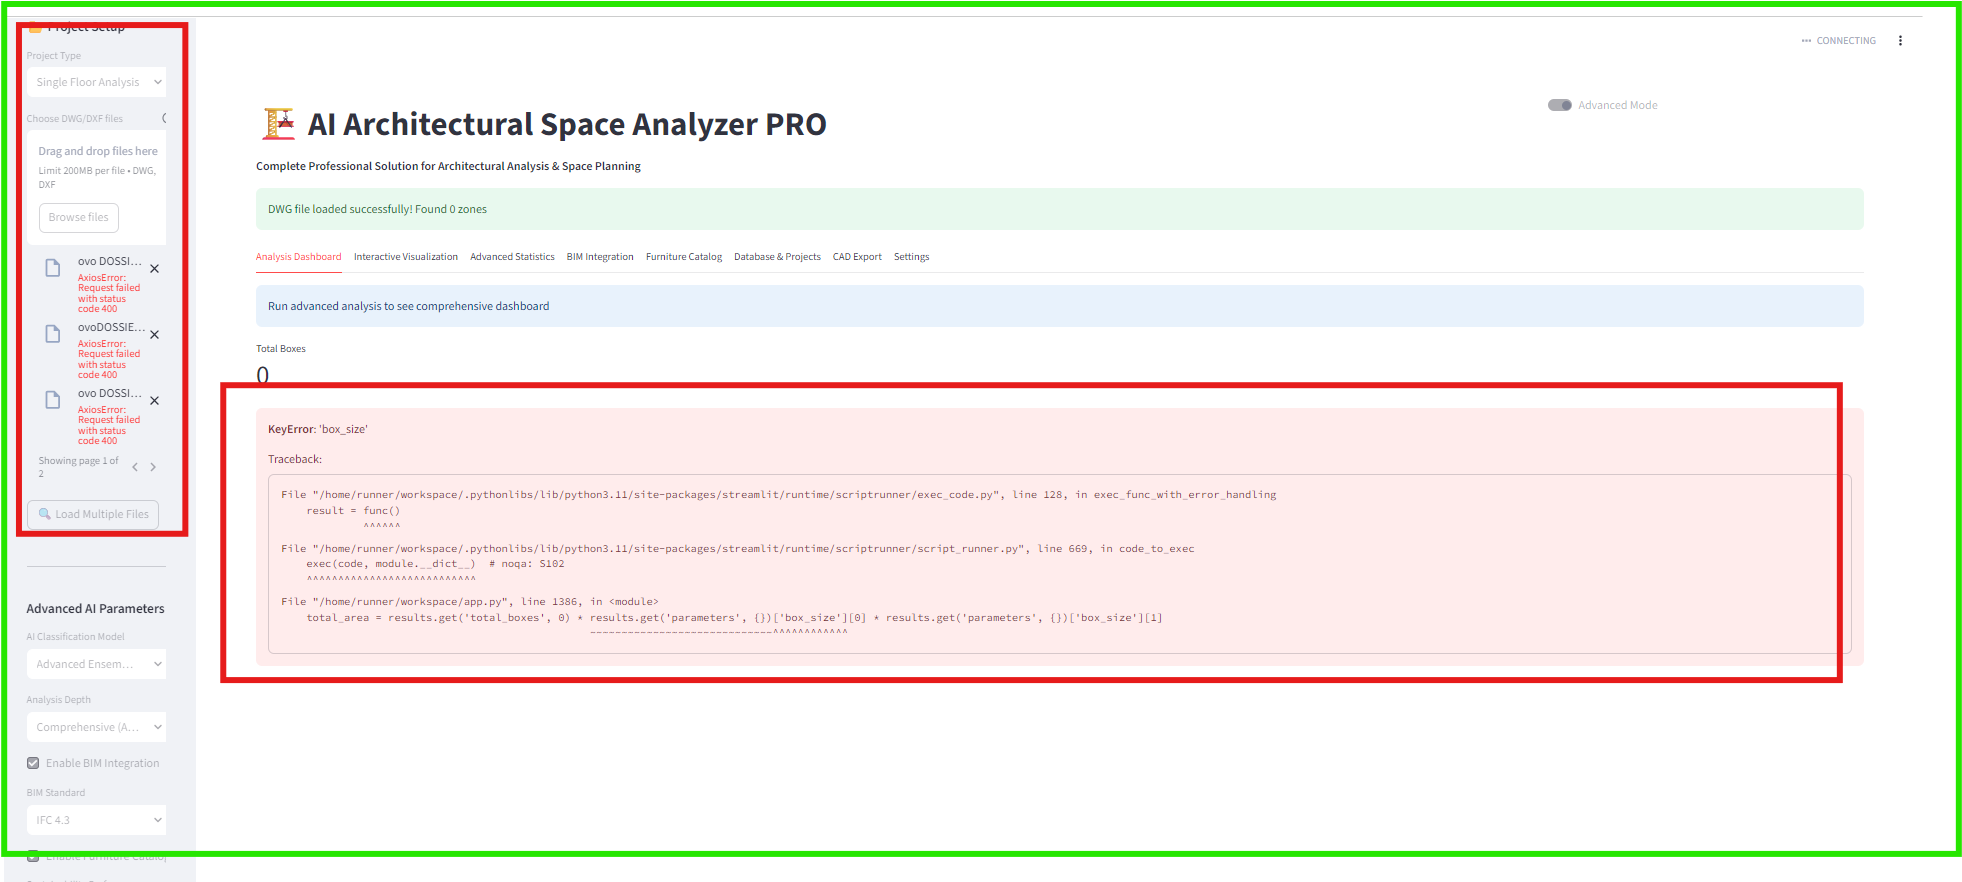 Project Setup
Project Type
Single Floor Analysis
Choose DWG/DXF files
Drag and drop files here
Limit 200MB per file • DWG,
DXF
Browse files
ovo DOSSI...
AxiosError:
Request failed
with status
code 400
ovoDOSSIE...
AxiosError:
Request failed
with status
code 400
ovo DOSSI...
AxiosError:
Request failed
with status
code 400
Showing page 1 of
2
Load Multiple Files
Advanced AI Parameters
AI Classification Model
Advanced Ensem...
Analysis Depth
Comprehensive (A...
Enable BIM Integration
BIM Standard
IFC 4.3
Enable Furniture Catalog
CONNECTING
Advanced Mode
AI Architectural Space Analyzer PRO
Complete Professional Solution for Architectural Analysis & Space Planning
DWG file loaded successfully! Found 0 zones
Analysis Dashboard Interactive Visualization Advanced Statistics BIM Integration Furniture Catalog Database & Projects CAD Export Settings
Run advanced analysis to see comprehensive dashboard
Total Boxes
0
KeyError: 'box_size'
Traceback:
File "/home/runner/workspace/.pythonlibs/lib/python3.11/site-packages/streamlit/runtime/scriptrunner/exec_code.py", line 128, in exec_func_with_error_handling
result = func()
^^^^^^
File "/home/runner/workspace/.pythonlibs/lib/python3.11/site-packages/streamlit/runtime/scriptrunner/script_runner.py", line 669, in code_to_exec
exec(code, module.__dict__)  # noqa: S102
^^^^^^^^^^^^^^^^^^^^^^^^^^^
File "/home/runner/workspace/app.py", line 1386, in <module>
total_area = results.get('total_boxes', 0) * results.get('parameters', {})['box_size'][0] * results.get('parameters', {})['box_size'][1]
~~~~~~~~~~~~~~~~~~~~~~~~~~~~~^^^^^^^^^^^^